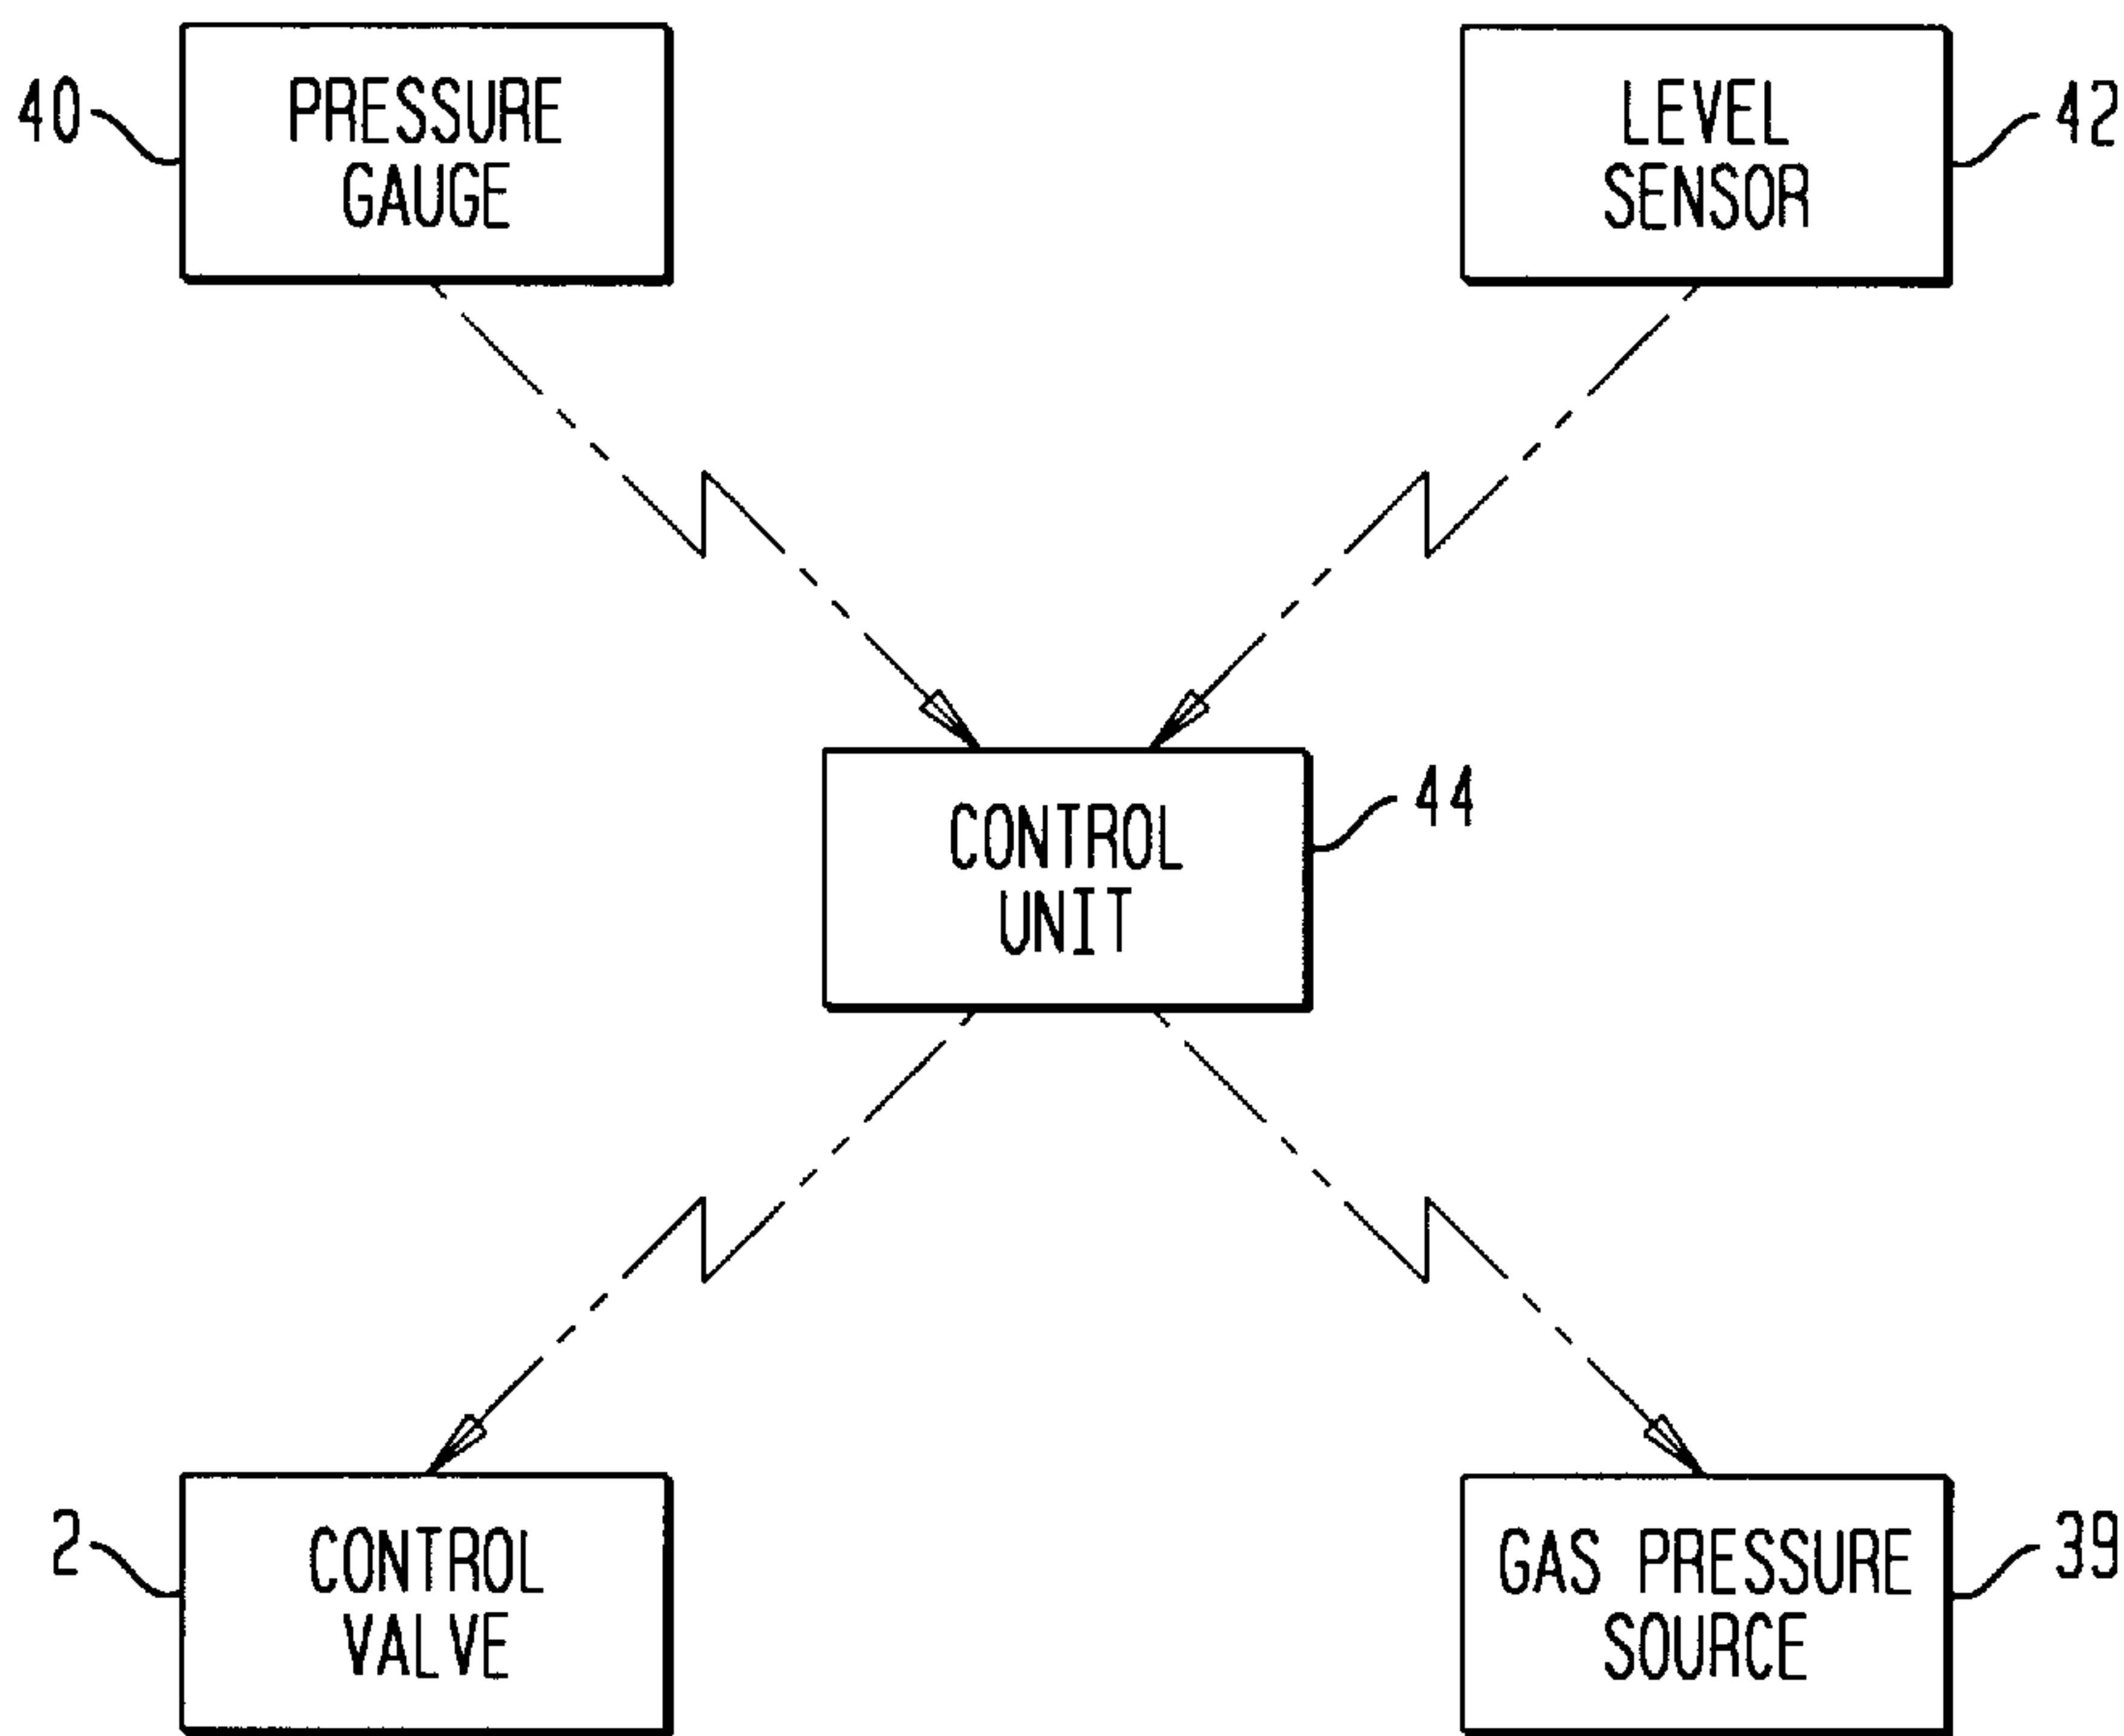 40
PRESSURE
GAUGE
LEVEL
SENSOR
42
CONTROL
UNIT
44
2
CONTROL
VALVE
GAS PRESSURE
SOURCE
39